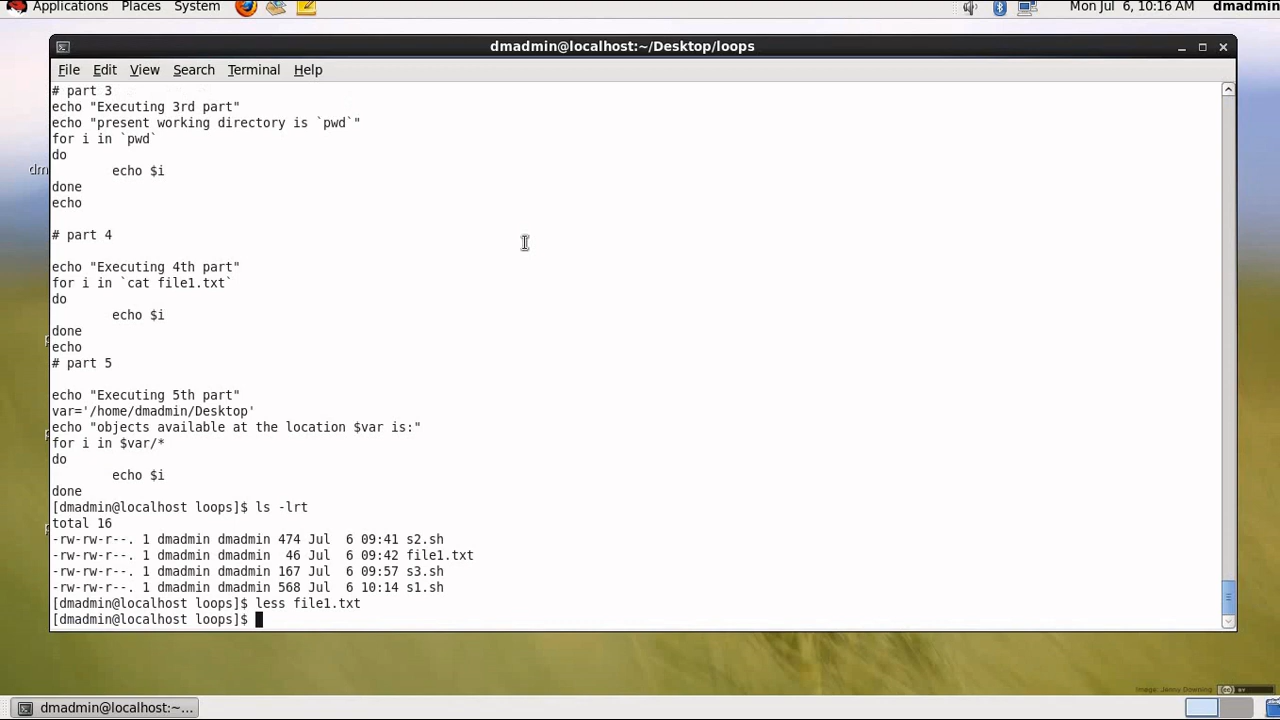 Applications Places System Mon Jul 6, 10:16 AM dmadmin
dmadmin@localhost:~/Desktop/loops
File Edit View Search Terminal Help
# part 3
echo "Executing 3rd part"
echo "present working directory is `pwd`"
for i in `pwd`
do
echo $i
done
echo
# part 4
echo "Executing 4th part"
for i in `cat file1.txt`
do
echo $i
done
echo
# part 5
echo "Executing 5th part"
var='/home/dmadmin/Desktop'
echo "objects available at the location $var is:"
for i in $var/*
do
echo $i
done
[dmadmin@localhost loops]$ ls -lrt
total 16
-rw-rw-r--. 1 dmadmin dmadmin 474 Jul  6 09:41 s2.sh
-rw-rw-r--. 1 dmadmin dmadmin  46 Jul  6 09:42 file1.txt
-rw-rw-r--. 1 dmadmin dmadmin 167 Jul  6 09:57 s3.sh
-rw-rw-r--. 1 dmadmin dmadmin 568 Jul  6 10:14 s1.sh
[dmadmin@localhost loops]$ less file1.txt
[dmadmin@localhost loops]$
dm
Image: Janny Downing
dmadmin@localhost:~...